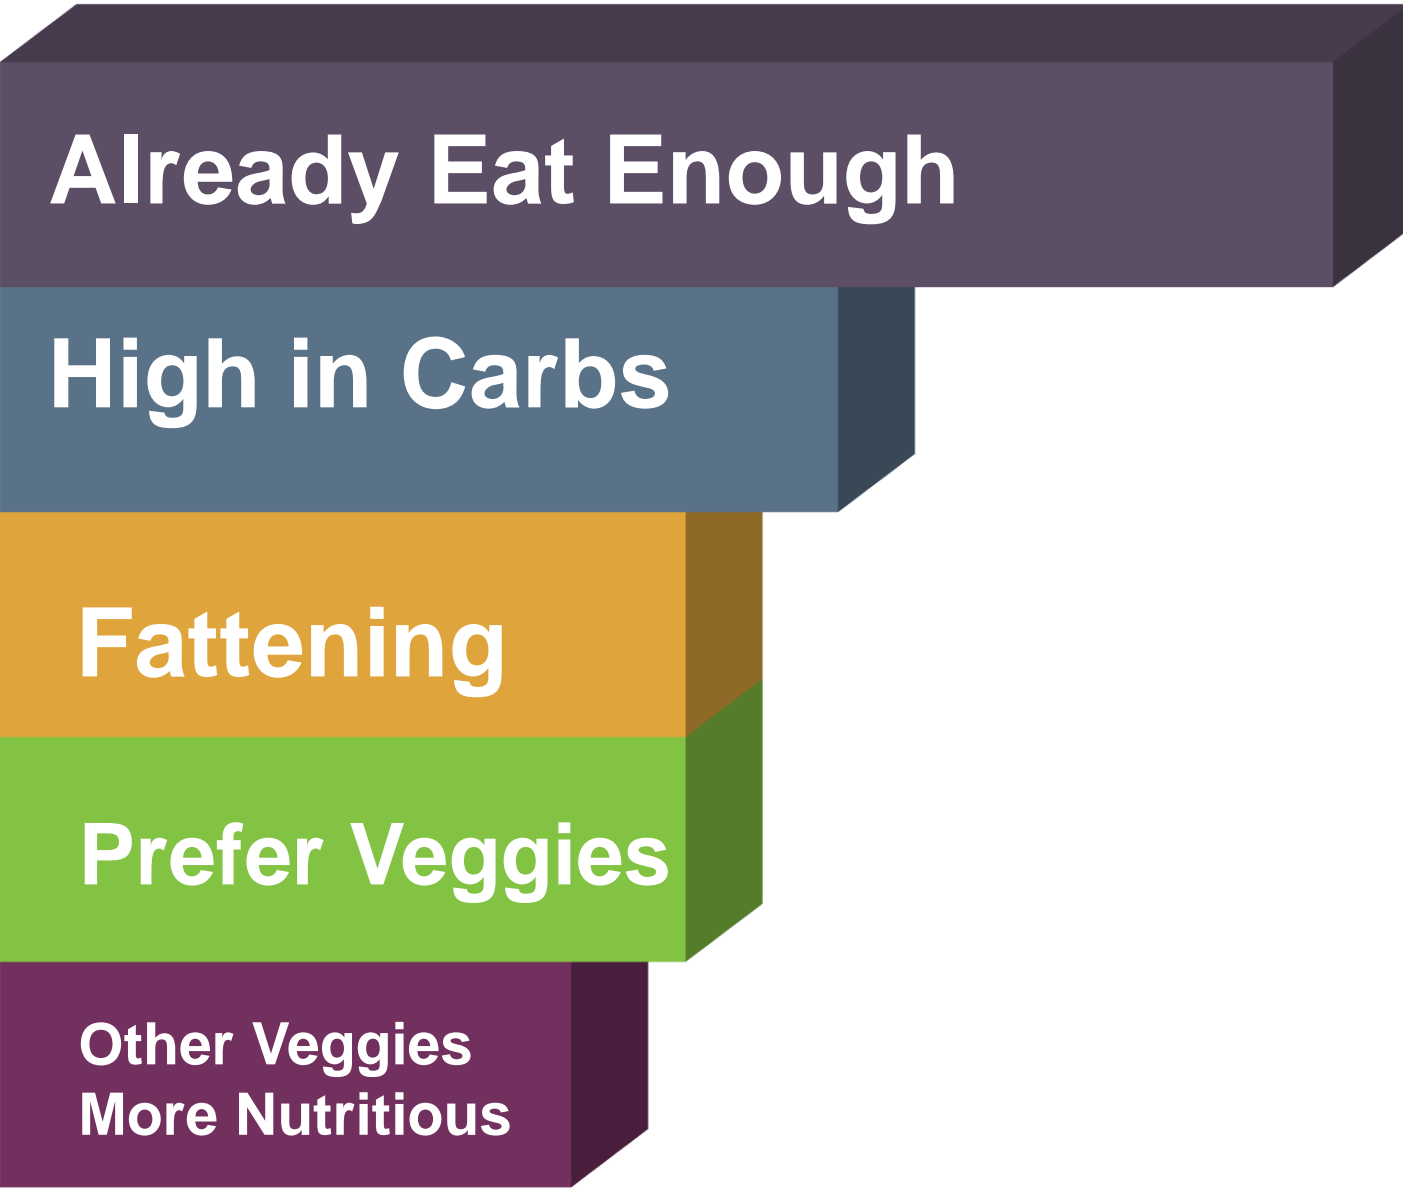 Already Eat Enough
High in Carbs
Fattening
Prefer Veggies
Other Veggies
More Nutritious